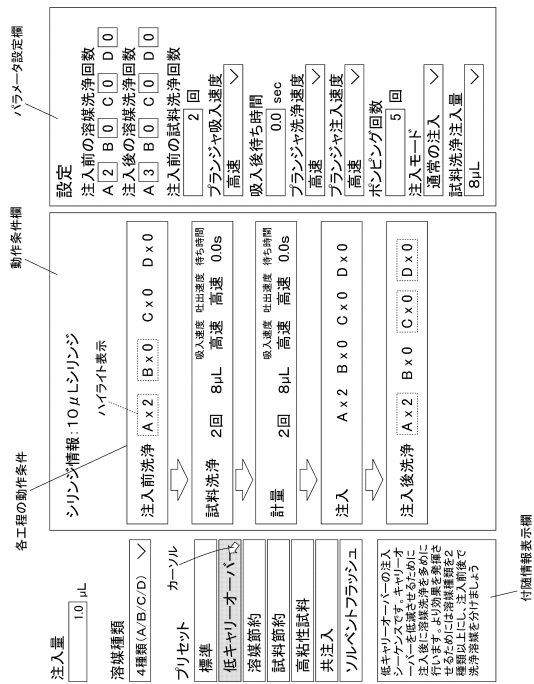 注入量
1.0 μL
溶媒種類
4種類(A/B/C/D)
プリセット
カーソル
標準
低キャリーオーバー
溶媒節約
試料節約
高粘性試料
共注入
ソルベントフラッシュ
低キャリーオーバーの注入
シーケンスです。キャリーオ
ーバーを低減させるために
注入後に溶媒洗浄を多めに
行います。より効果を発揮さ
せるためには溶媒種類を2
種類以上にし、注入前後で
洗浄溶媒を分けましょう
付随情報表示欄
各工程の動作条件
動作条件欄
シリンジ情報:10μLシリンジ
ハイライト表示
注入前洗浄 A x 2 B x 0 C x 0 D x 0
吸入速度 吐出速度 待ち時間
試料洗浄 2回 8μL 高速 高速 0.0s
吸入速度 吐出速度 待ち時間
計量 2回 8μL 高速 高速 0.0s
注入 A x 2 B x 0 C x 0 D x 0
注入後洗浄 A x 2 B x 0 C x 0 D x 0
パラメータ設定欄
設定
注入前の溶媒洗浄回数
A 2 B 0 C 0 D 0
注入後の溶媒洗浄回数
A 3 B 0 C 0 D 0
注入前の試料洗浄回数
2 回
プランジャ吸入速度
高速
吸入後待ち時間
0.0 sec
プランジャ洗浄速度
高速
プランジャ注入速度
高速
ポンピング回数
5 回
注入モード
通常の注入
試料洗浄注入量
8μL